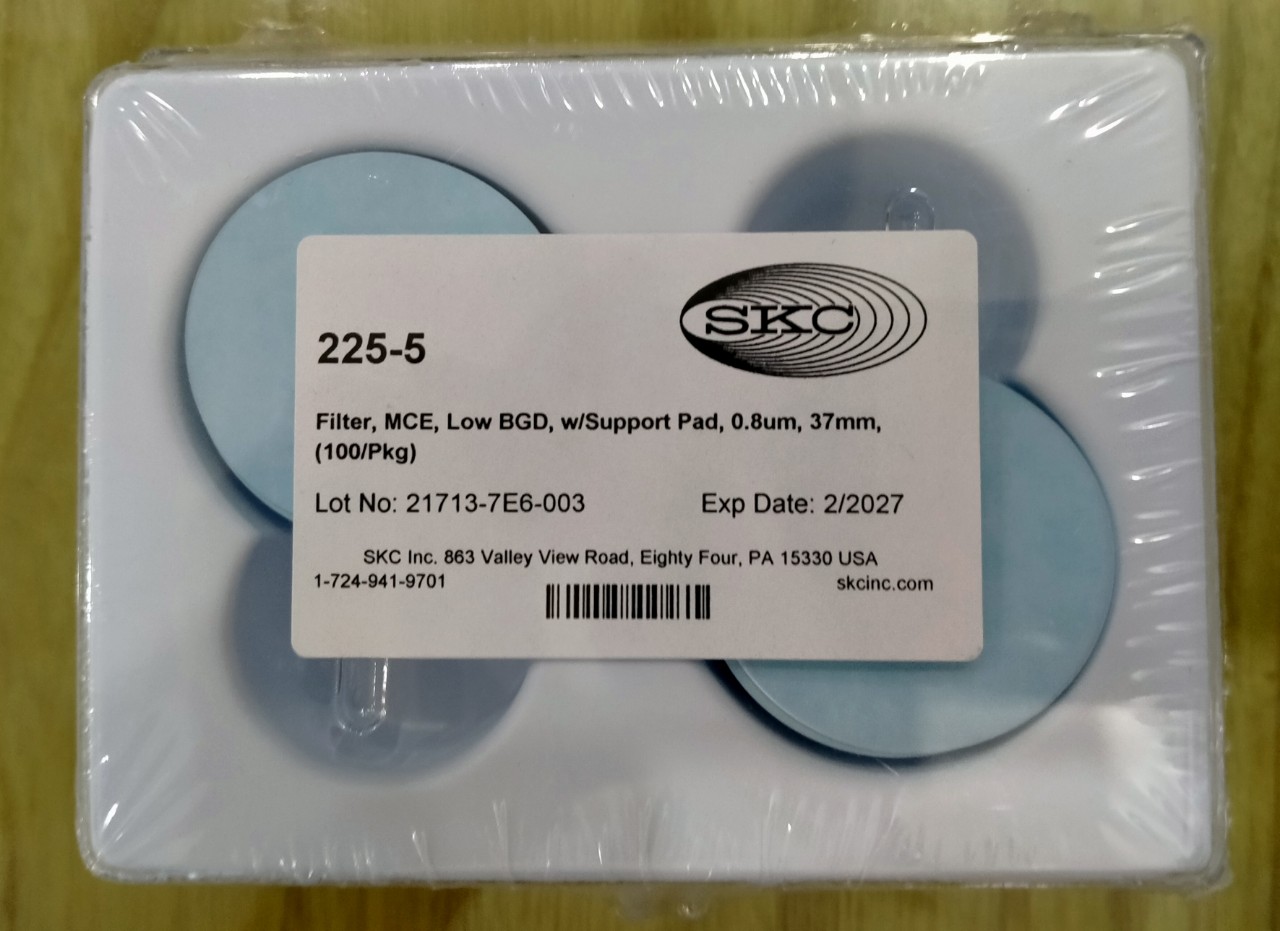 SKC
225-5
Filter, MCE, Low BGD, w/Support Pad, 0.8um, 37mm,
(100/Pkg)
Lot No: 21713-7E6-003 Exp Date: 2/2027
SKC Inc. 863 Valley View Road, Eighty Four, PA 15330 USA
1-724-941-9701 skcinc.com